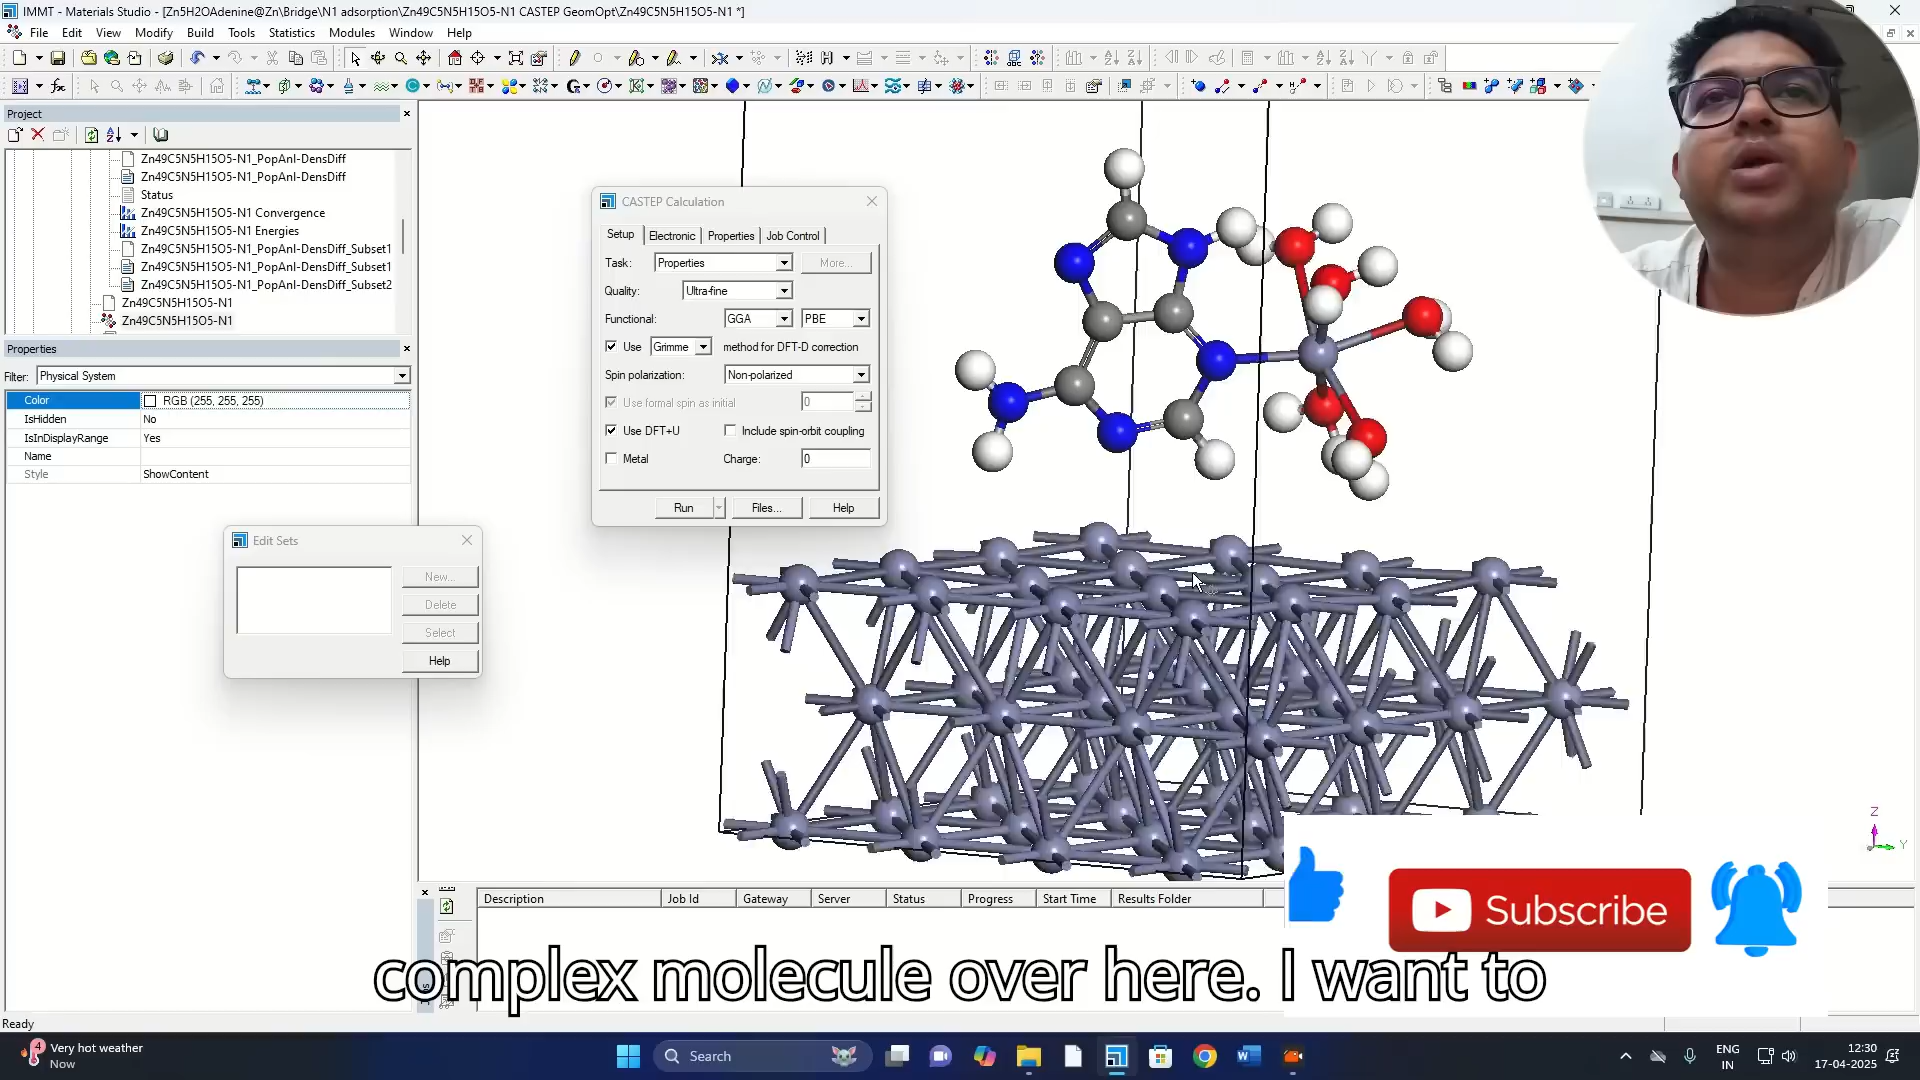 IMMT - Materials Studio - [Zn5H2OAdenine@Zn\Bridge\N1 adsorption\Zn49C5N5H15O5-N1 CASTEP GeomOpt\Zn49C5N5H15O5-N1 *]
File Edit View Modify Build Tools Statistics Modules Window Help
Project
Zn49C5N5H15O5-N1_PopAnl-DensDiff
Zn49C5N5H15O5-N1_PopAnl-DensDiff
Status
Zn49C5N5H15O5-N1 Convergence
Zn49C5N5H15O5-N1 Energies
Zn49C5N5H15O5-N1_PopAnl-DensDiff_Subset1
Zn49C5N5H15O5-N1_PopAnl-DensDiff_Subset1
Zn49C5N5H15O5-N1_PopAnl-DensDiff_Subset2
Zn49C5N5H15O5-N1
Zn49C5N5H15O5-N1
Properties
Filter: Physical System
Color RGB (255, 255, 255)
IsHidden No
IsInDisplayRange Yes
Name
Style ShowContent
Edit Sets
New...
Delete
Select
Help
CASTEP Calculation
Setup Electronic Properties Job Control
Task: Properties More...
Quality: Ultra-fine
Functional: GGA PBE
Use Grimme method for DFT-D correction
Spin polarization: Non-polarized
Use formal spin as initial 0
Use DFT+U Include spin-orbit coupling
Metal Charge: 0
Run Files... Help
Z
Y
Description Job Id Gateway Server Status Progress Start Time Results Folder
Subscribe
complex molecule over here. I want to
Ready
4 Very hot weather
Now
Search
ENG
IN
12:30
17-04-2025